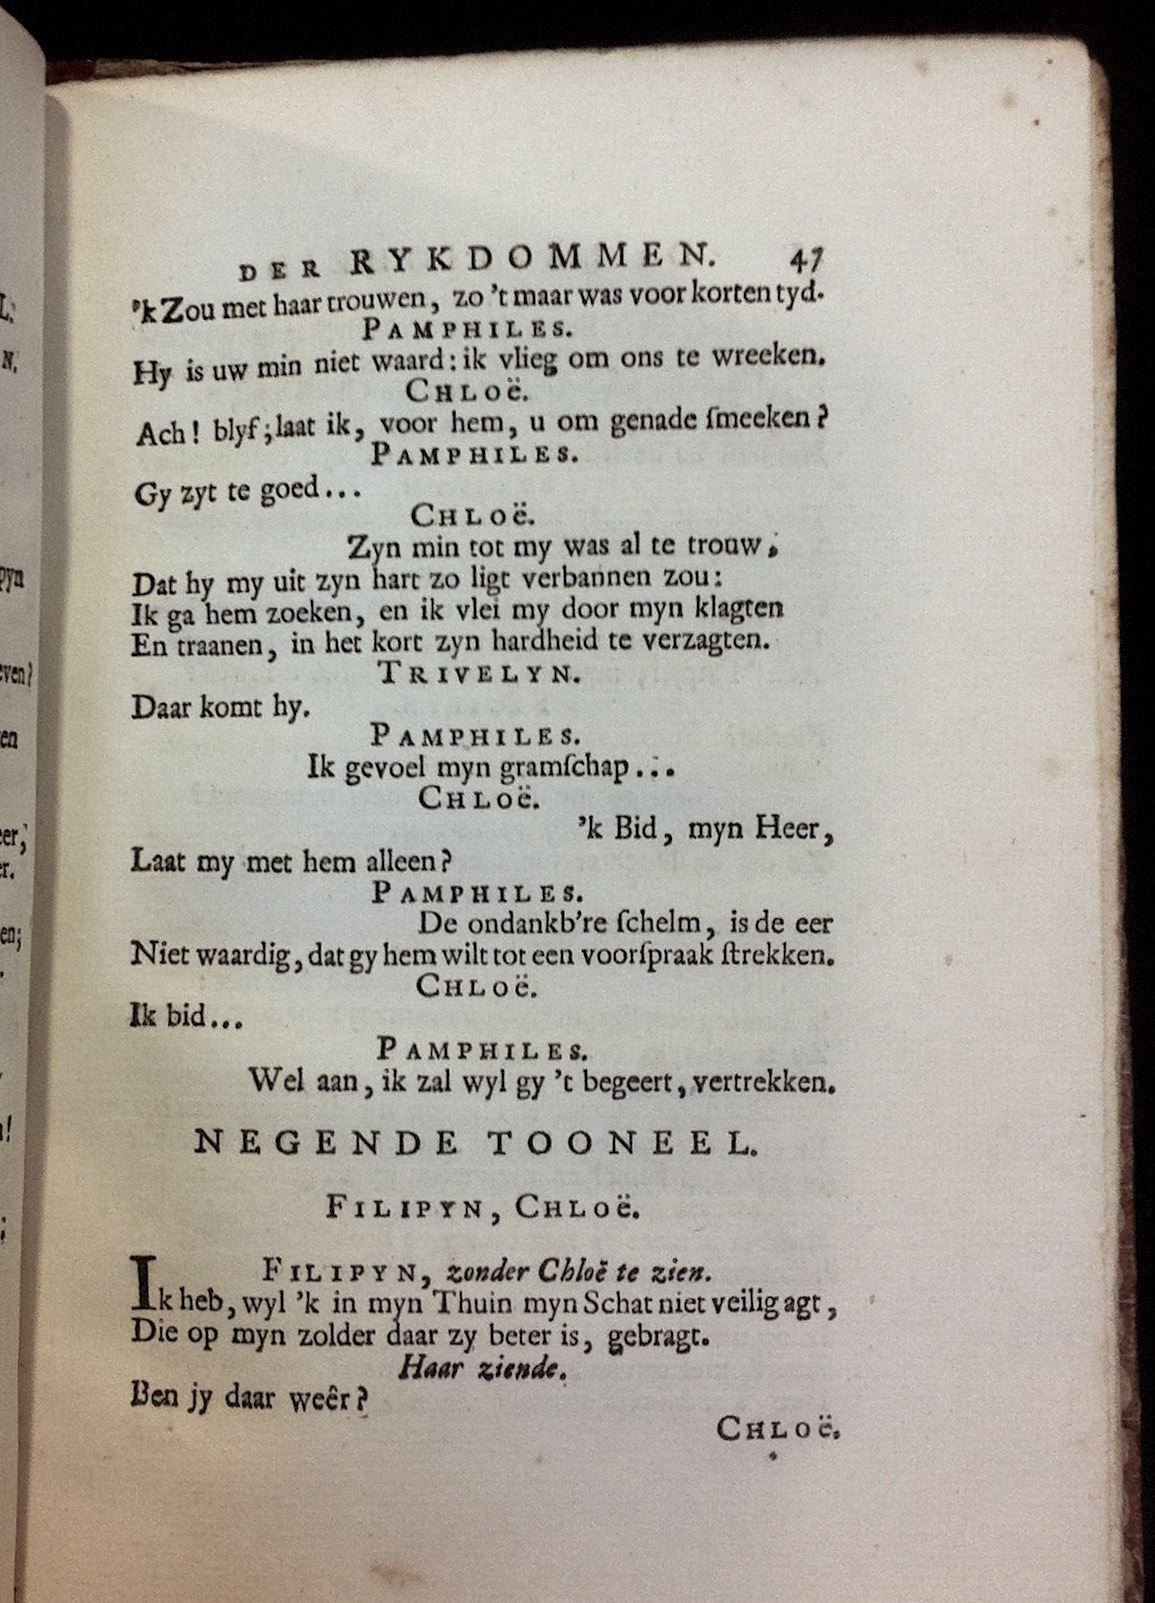 DER RYKDOMMEN. 47
'k Zou met haar trouwen, zo 't maar was voor korten tyd.
PAMPHILES.
Hy is uw min niet waard: ik vlieg om ons te wreeken.
CHLOË.
Ach! blyf; laat ik, voor hem, u om genade ſmeeken?
PAMPHILES.
Gy zyt te goed...
CHLOË.
Zyn min tot my was al te trouw,
Dat hy my uit zyn hart zo ligt verbannen zou:
Ik ga hem zoeken, en ik vlei my door myn klagten
En traanen, in het kort zyn hardheid te verzagten.
TRIVELYN.
Daar komt hy.
PAMPHILES.
Ik gevoel myn gramſchap...
CHLOË.
'k Bid, myn Heer,
Laat my met hem alleen?
PAMPHILES.
De ondankb're ſchelm, is de eer
Niet waardig, dat gy hem wilt tot een voorſpraak ſtrekken.
CHLOË.
Ik bid...
PAMPHILES.
Wel aan, ik zal wyl gy 't begeert, vertrekken.
NEGENDE TOONEEL.
FILIPYN, CHLOË.
FILIPYN, zonder Chloë te zien.
Ik heb, wyl 'k in myn Thuin myn Schat niet veilig agt,
Die op myn zolder daar zy beter is, gebragt.
Haar ziende.
Ben jy daar weêr?
CHLOË.